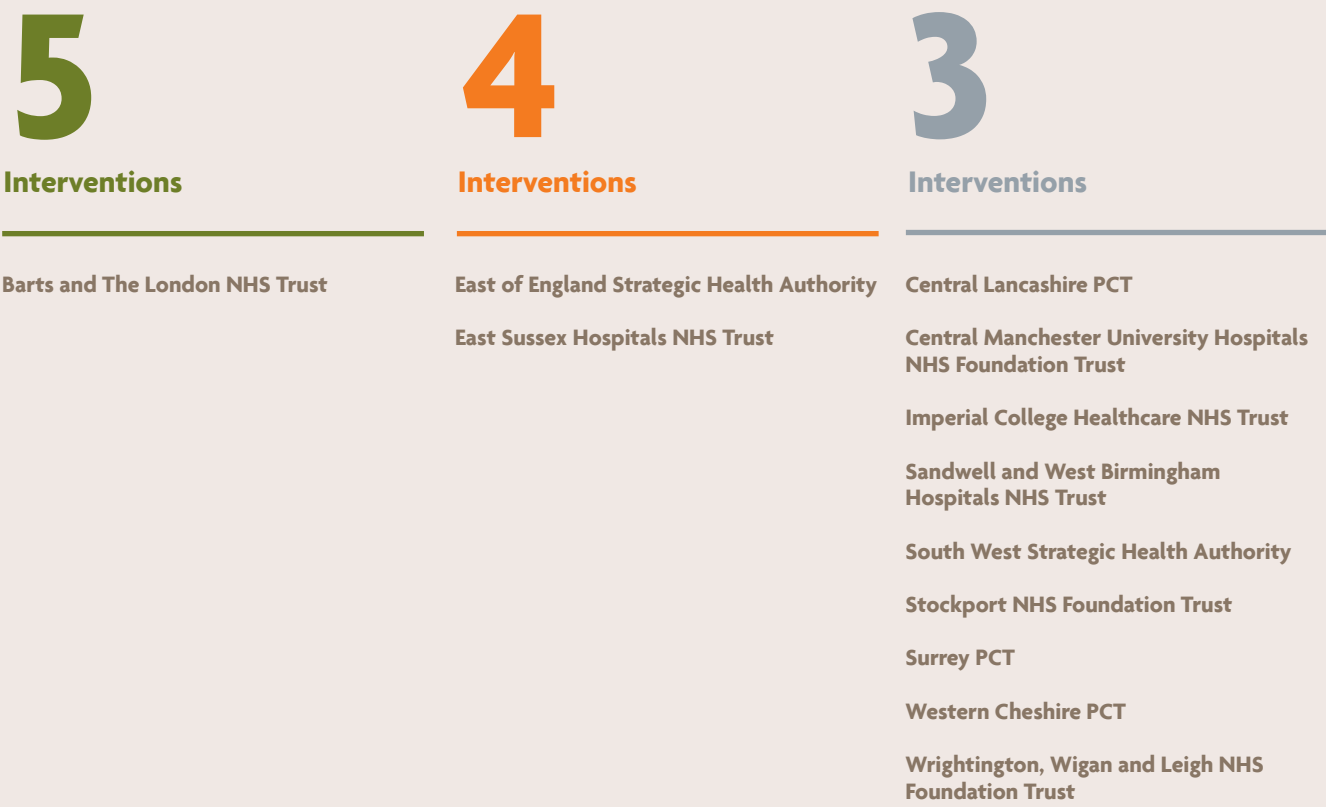 5
Interventions
Barts and The London NHS Trust
4
Interventions
East of England Strategic Health Authority
East Sussex Hospitals NHS Trust
3
Interventions
Central Lancashire PCT
Central Manchester University Hospitals
NHS Foundation Trust
Imperial College Healthcare NHS Trust
Sandwell and West Birmingham
Hospitals NHS Trust
South West Strategic Health Authority
Stockport NHS Foundation Trust
Surrey PCT
Western Cheshire PCT
Wrightington, Wigan and Leigh NHS
Foundation Trust